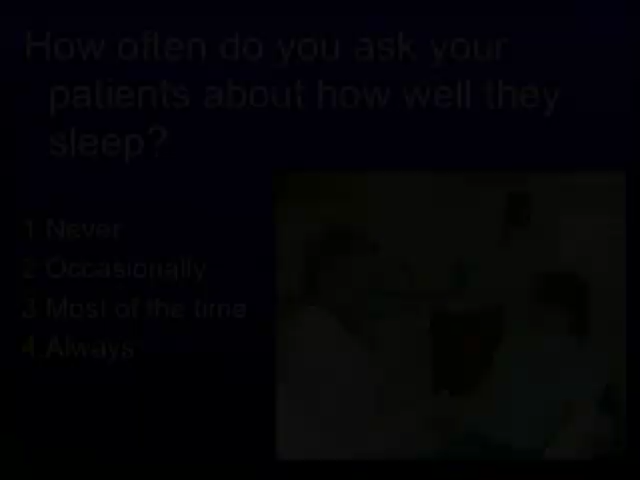 How often do you ask your
patients about how well they
sleep?
1 Never
2 Occasionally
3 Most of the time
4 Always